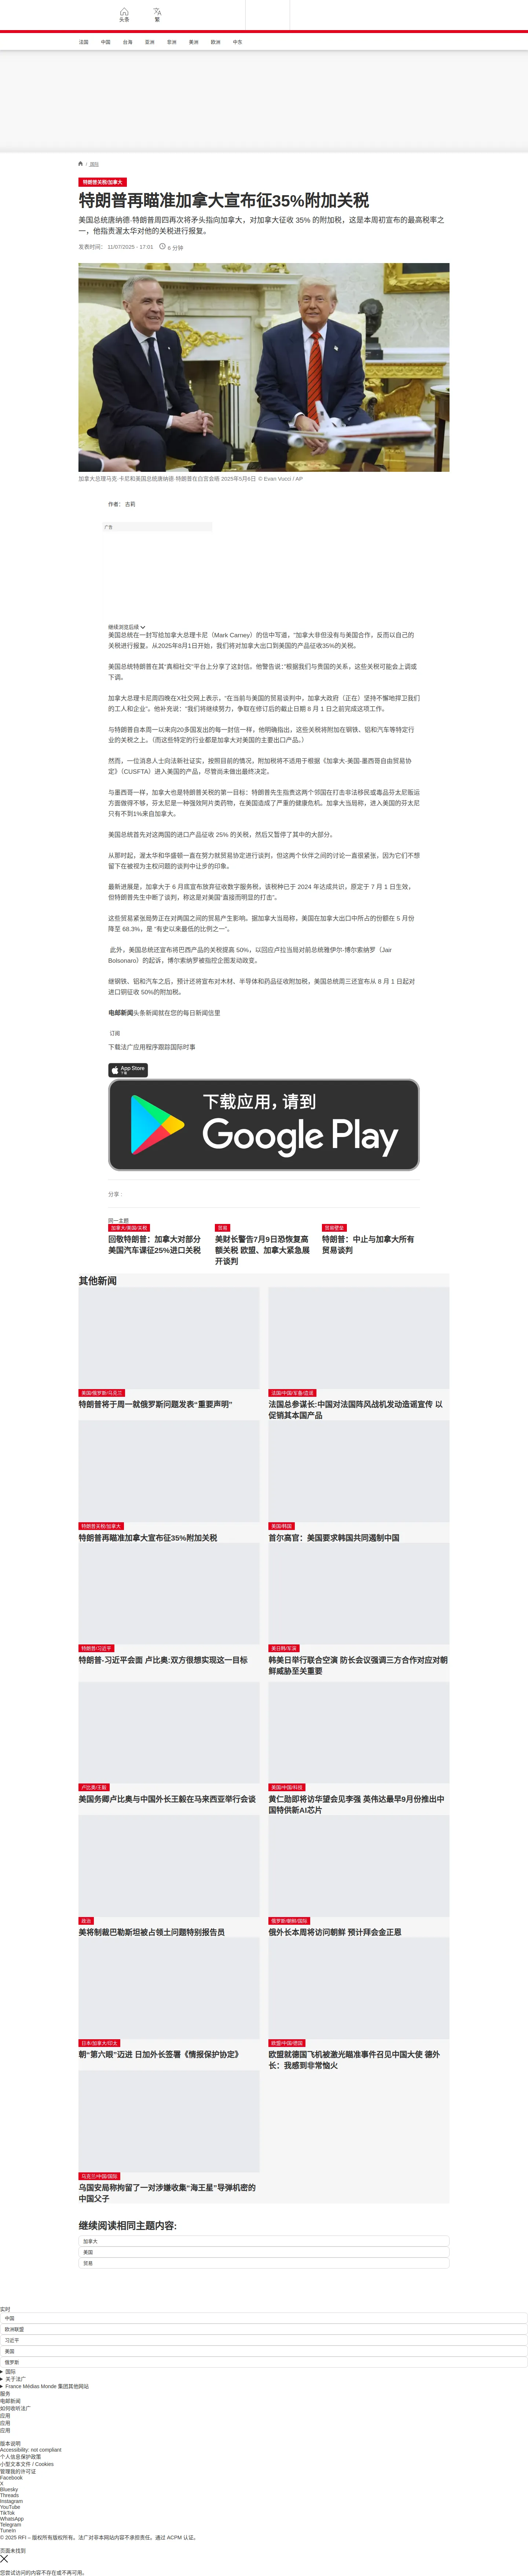 头条
繁
法国 中国 台海 亚洲 非洲 美洲 欧洲 中东
/ 国际
特朗普关税/加拿大
特朗普再瞄准加拿大宣布征35%附加关税
美国总统唐纳德·特朗普周四再次将矛头指向加拿大，对加拿大征收 35% 的附加税，这是本周初宣布的最高税率之
一，他指责渥太华对他的关税进行报复。
发表时间： 11/07/2025 - 17:01 6 分钟
加拿大总理马克·卡尼和美国总统唐纳德·特朗普在白宫会晤 2025年5月6日 © Evan Vucci / AP
作者： 古莉
广告
继续浏览后续
美国总统在一封写给加拿大总理卡尼（Mark Carney）的信中写道，“加拿大非但没有与美国合作，反而以自己的
关税进行报复。从2025年8月1日开始，我们将对加拿大出口到美国的产品征收35%的关税。
美国总统特朗普在其“真相社交”平台上分享了这封信。他警告说：“根据我们与贵国的关系，这些关税可能会上调或
下调。
加拿大总理卡尼周四晚在X社交网上表示，“在当前与美国的贸易谈判中，加拿大政府（正在）坚持不懈地捍卫我们
的工人和企业”。他补充说：“我们将继续努力，争取在修订后的截止日期 8 月 1 日之前完成这项工作。
与特朗普自本周一以来向20多国发出的每一封信一样，他明确指出，这些关税将附加在钢铁、铝和汽车等特定行
业的关税之上。（而这些特定的行业都是加拿大对美国的主要出口产品。）
然而，一位消息人士向法新社证实，按照目前的情况，附加税将不适用于根据《加拿大-美国-墨西哥自由贸易协
定》（CUSFTA）进入美国的产品，尽管尚未做出最终决定。
与墨西哥一样，加拿大也是特朗普关税的第一目标：特朗普先生指责这两个邻国在打击非法移民或毒品芬太尼贩运
方面做得不够，芬太尼是一种强效阿片类药物，在美国造成了严重的健康危机。加拿大当局称，进入美国的芬太尼
只有不到1%来自加拿大。
美国总统首先对这两国的进口产品征收 25% 的关税，然后又暂停了其中的大部分。
从那时起，渥太华和华盛顿一直在努力就贸易协定进行谈判，但这两个伙伴之间的讨论一直很紧张，因为它们不想
留下在被视为主权问题的谈判中让步的印象。
最新进展是，加拿大于 6 月底宣布放弃征收数字服务税，该税种已于 2024 年达成共识，原定于 7 月 1 日生效，
但特朗普先生中断了谈判，称这是对美国“直接而明显的打击”。
这些贸易紧张局势正在对两国之间的贸易产生影响。据加拿大当局称，美国在加拿大出口中所占的份额在 5 月份
降至 68.3%，是 “有史以来最低的比例之一”。
此外，美国总统还宣布将巴西产品的关税提高 50%，以回应卢拉当局对前总统雅伊尔·博尔索纳罗（Jair
Bolsonaro）的起诉，博尔索纳罗被指控企图发动政变。
继钢铁、铝和汽车之后，预计还将宣布对木材、半导体和药品征收附加税，美国总统周三还宣布从 8 月 1 日起对
进口铜征收 50%的附加税。
电邮新闻头条新闻就在您的每日新闻信里
订阅
下载法广应用程序跟踪国际时事
App Store
下载
下载应用，请到
Google Play
分享 :
同一主题
加拿大/美国/关税
回敬特朗普：加拿大对部分
美国汽车课征25%进口关税
贸易
美财长警告7月9日恐恢复高
额关税 欧盟、加拿大紧急展
开谈判
贸易壁垒
特朗普：中止与加拿大所有
贸易谈判
其他新闻
美国/俄罗斯/乌克兰
特朗普将于周一就俄罗斯问题发表“重要声明”
法国/中国/军备/造谣
法国总参谋长:中国对法国阵风战机发动造谣宣传 以
促销其本国产品
特朗普关税/加拿大
特朗普再瞄准加拿大宣布征35%附加关税
美国/韩国
首尔高官：美国要求韩国共同遏制中国
特朗普/习近平
特朗普-习近平会面 卢比奥:双方很想实现这一目标
美日韩/军演
韩美日举行联合空演 防长会议强调三方合作对应对朝
鲜威胁至关重要
卢比奥/王毅
美国务卿卢比奥与中国外长王毅在马来西亚举行会谈
美国/中国/科技
黄仁勋即将访华望会见李强 英伟达最早9月份推出中
国特供新AI芯片
政治
美将制裁巴勒斯坦被占领土问题特别报告员
俄罗斯/朝鲜/国际
俄外长本周将访问朝鲜 预计拜会金正恩
日本/加拿大/印太
朝“第六眼”迈进 日加外长签署《情报保护协定》
欧盟/中国/德国
欧盟就德国飞机被激光瞄准事件召见中国大使 德外
长：我感到非常恼火
乌克兰/中国/国际
乌国安局称拘留了一对涉嫌收集“海王星”导弹机密的
中国父子
继续阅读相同主题内容:
加拿大
美国
贸易
实时
中国
欧洲联盟
习近平
美国
俄罗斯
国际
关于法广
France Médias Monde 集团其他网站
服务
电邮新闻
如何收听法广
应用
应用
应用
版本说明
Accessibility: not compliant
个人信息保护政策
小型文本文件 / Cookies
管理我的许可证
Facebook
X
Bluesky
Threads
Instagram
YouTube
TikTok
WhatsApp
Telegram
TuneIn
© 2025 RFI – 版权所有版权所有。法广对非本网站内容不承担责任。通过 ACPM 认证。
页面未找到
您尝试访问的内容不存在或不再可用。